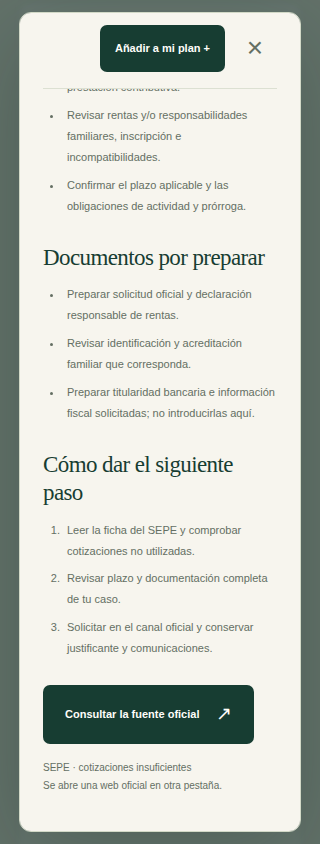 Añadir a mi plan +
✕
prestación contributiva.
• Revisar rentas y/o responsabilidades
familiares, inscripción e
incompatibilidades.
• Confirmar el plazo aplicable y las
obligaciones de actividad y prórroga.
Documentos por preparar
• Preparar solicitud oficial y declaración
responsable de rentas.
• Revisar identificación y acreditación
familiar que corresponda.
• Preparar titularidad bancaria e información
fiscal solicitadas; no introducirlas aquí.
Cómo dar el siguiente
paso
1. Leer la ficha del SEPE y comprobar
cotizaciones no utilizadas.
2. Revisar plazo y documentación completa
de tu caso.
3. Solicitar en el canal oficial y conservar
justificante y comunicaciones.
Consultar la fuente oficial ↗
SEPE · cotizaciones insuficientes
Se abre una web oficial en otra pestaña.